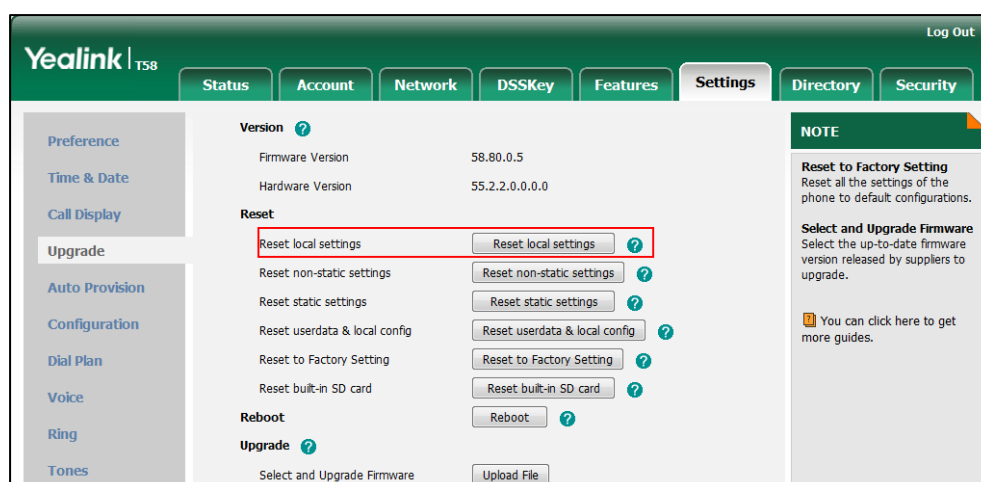 Log Out
Yealink | T58
Status Account Network DSSKey Features Settings Directory Security
Preference
Time & Date
Call Display
Upgrade
Auto Provision
Configuration
Dial Plan
Voice
Ring
Tones
Version ?
Firmware Version 58.80.0.5
Hardware Version 55.2.2.0.0.0.0
Reset
Reset local settings Reset local settings ?
Reset non-static settings Reset non-static settings ?
Reset static settings Reset static settings ?
Reset userdata & local config Reset userdata & local config ?
Reset to Factory Setting Reset to Factory Setting ?
Reset built-in SD card Reset built-in SD card ?
Reboot Reboot ?
Upgrade ?
Select and Upgrade Firmware Upload File
NOTE
Reset to Factory Setting
Reset all the settings of the
phone to default configurations.
Select and Upgrade Firmware
Select the up-to-date firmware
version released by suppliers to
upgrade.
? You can click here to get
more guides.